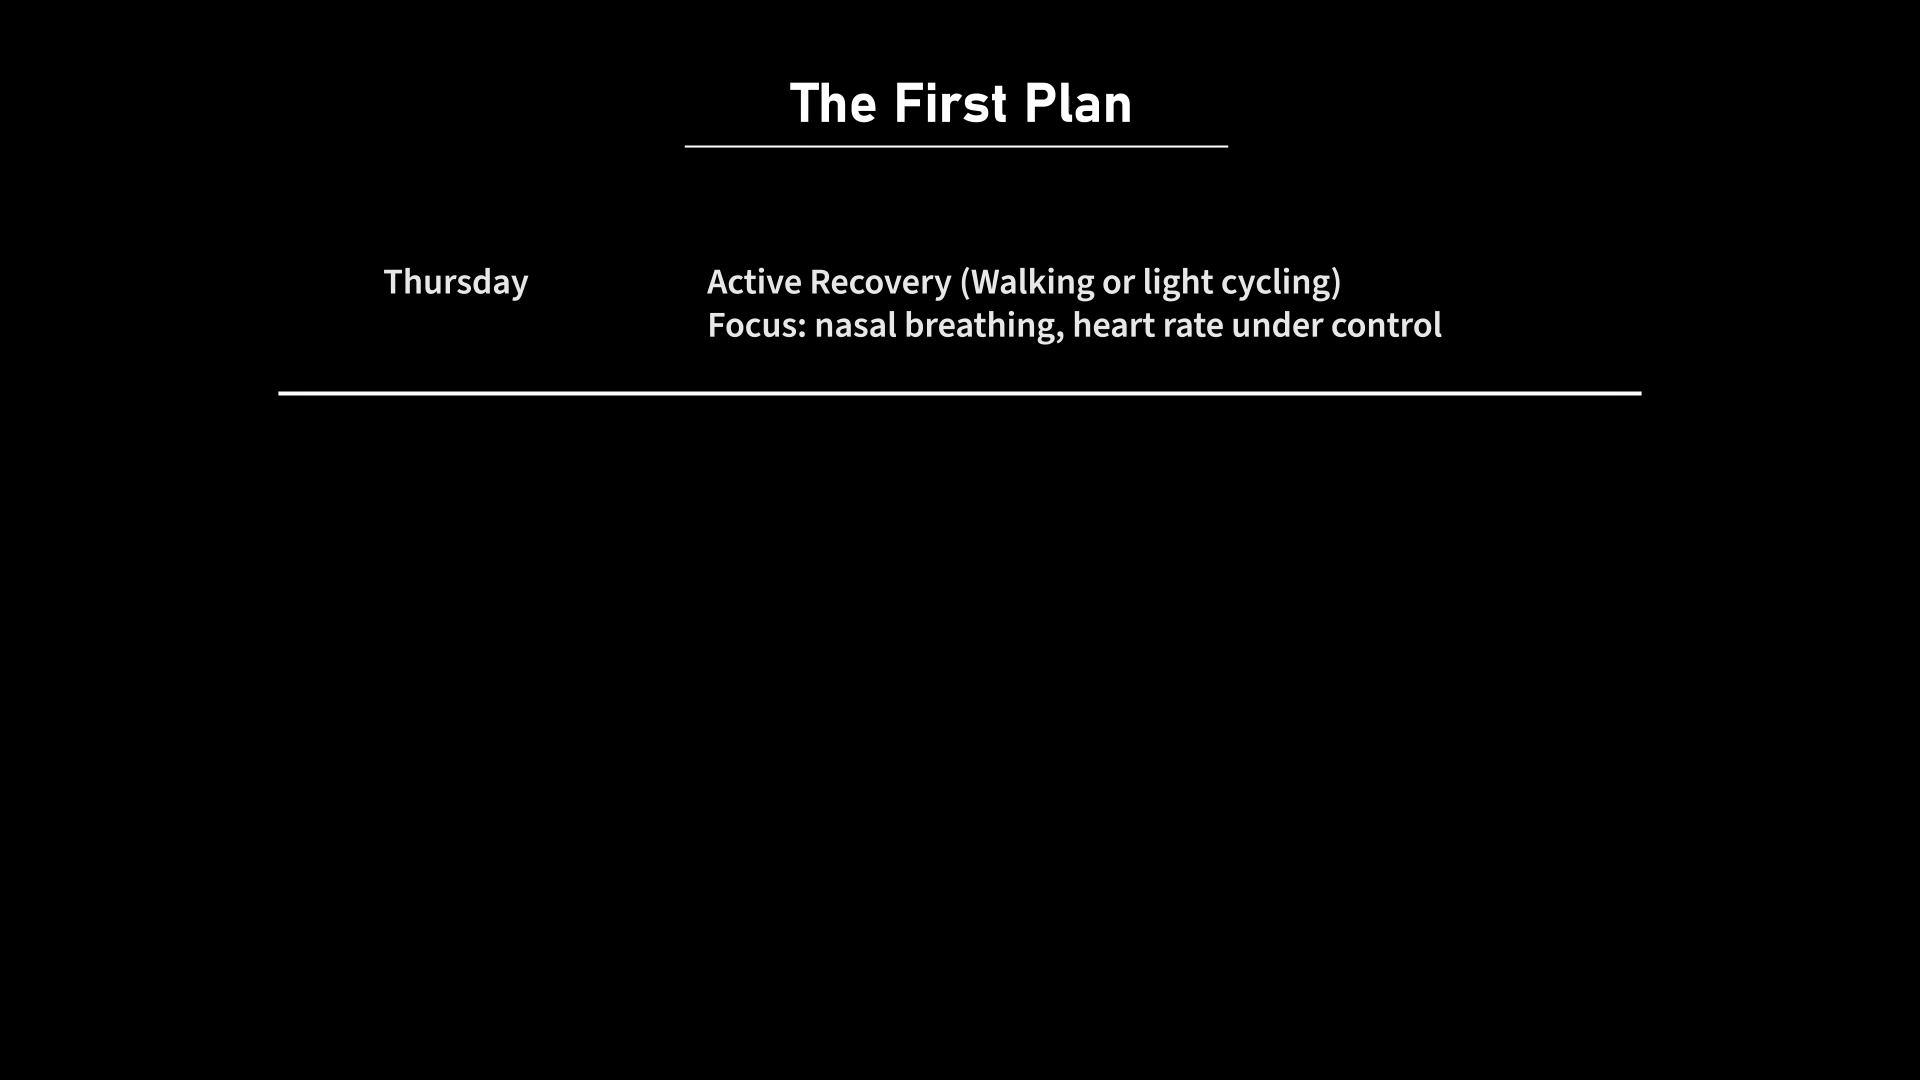 The First Plan
Thursday
Active Recovery (Walking or light cycling)
Focus: nasal breathing, heart rate under control